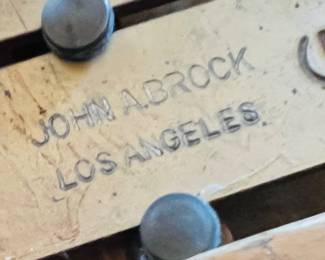 JOHN A. BROCK
LOS ANGELES.